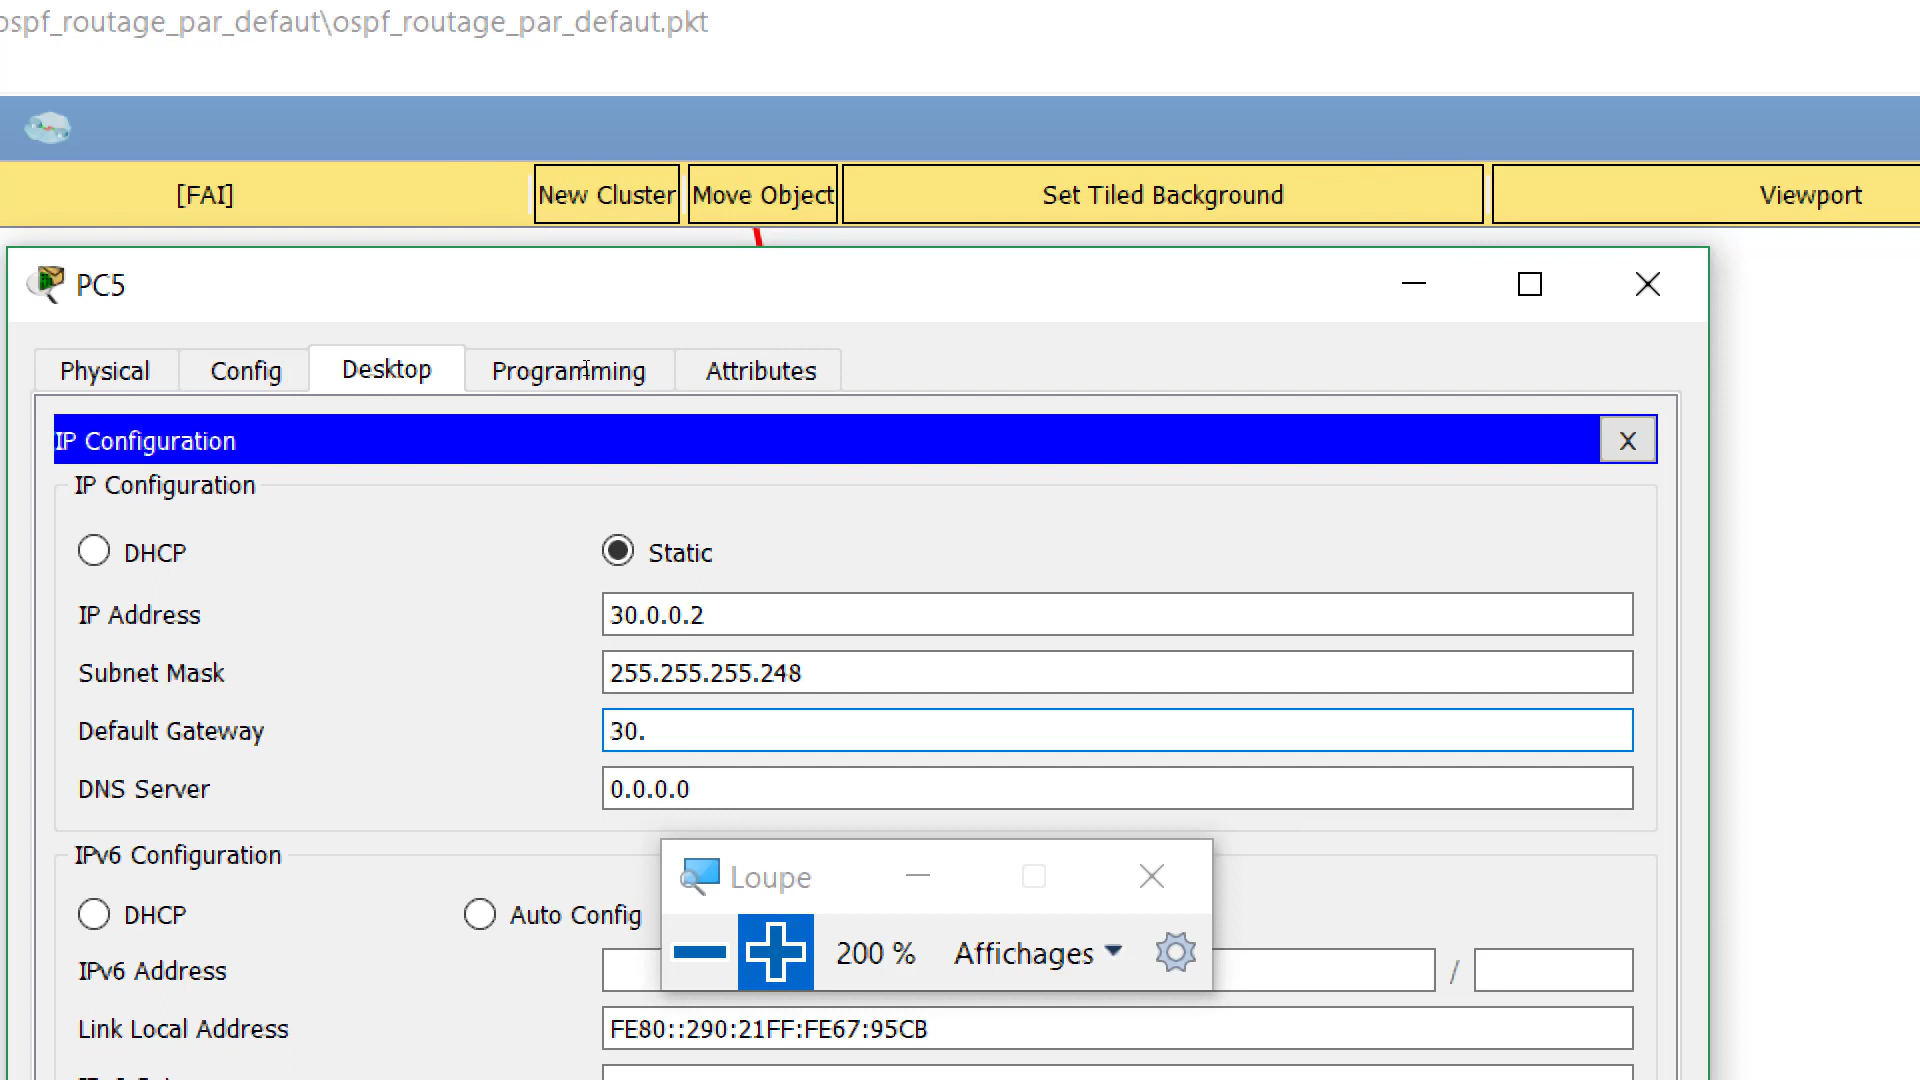 ospf_routage_par_defaut\ospf_routage_par_defaut.pkt
[FAI] New Cluster Move Object Set Tiled Background Viewport
PC5
Physical Config Desktop Programming Attributes
IP Configuration X
IP Configuration
DHCP Static
IP Address 30.0.0.2
Subnet Mask 255.255.255.248
Default Gateway 30.
DNS Server 0.0.0.0
IPv6 Configuration
Loupe
DHCP Auto Config
200 % Affichages
IPv6 Address /
Link Local Address FE80::290:21FF:FE67:95CB